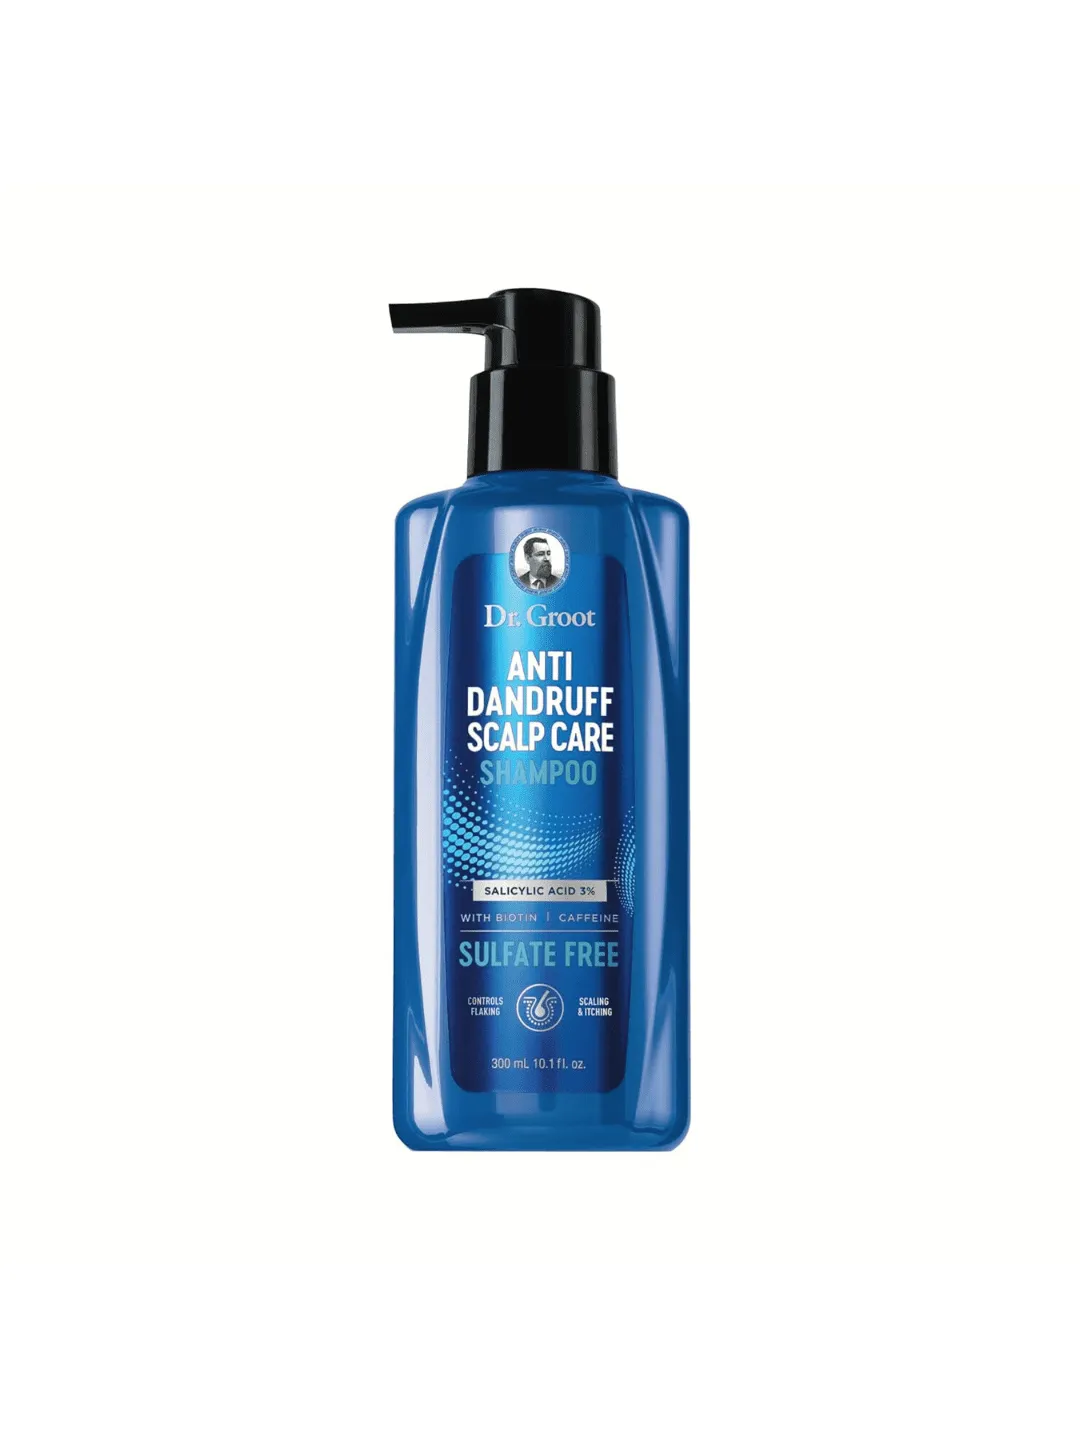 Dr. Groot
ANTI
DANDRUFF
SCALP CARE
SHAMPOO
SALICYLIC ACID 3%
WITH BIOTIN | CAFFEINE
SULFATE FREE
CONTROLS
FLAKING
SCALING
& ITCHING
300 mL 10.1 fl. oz.